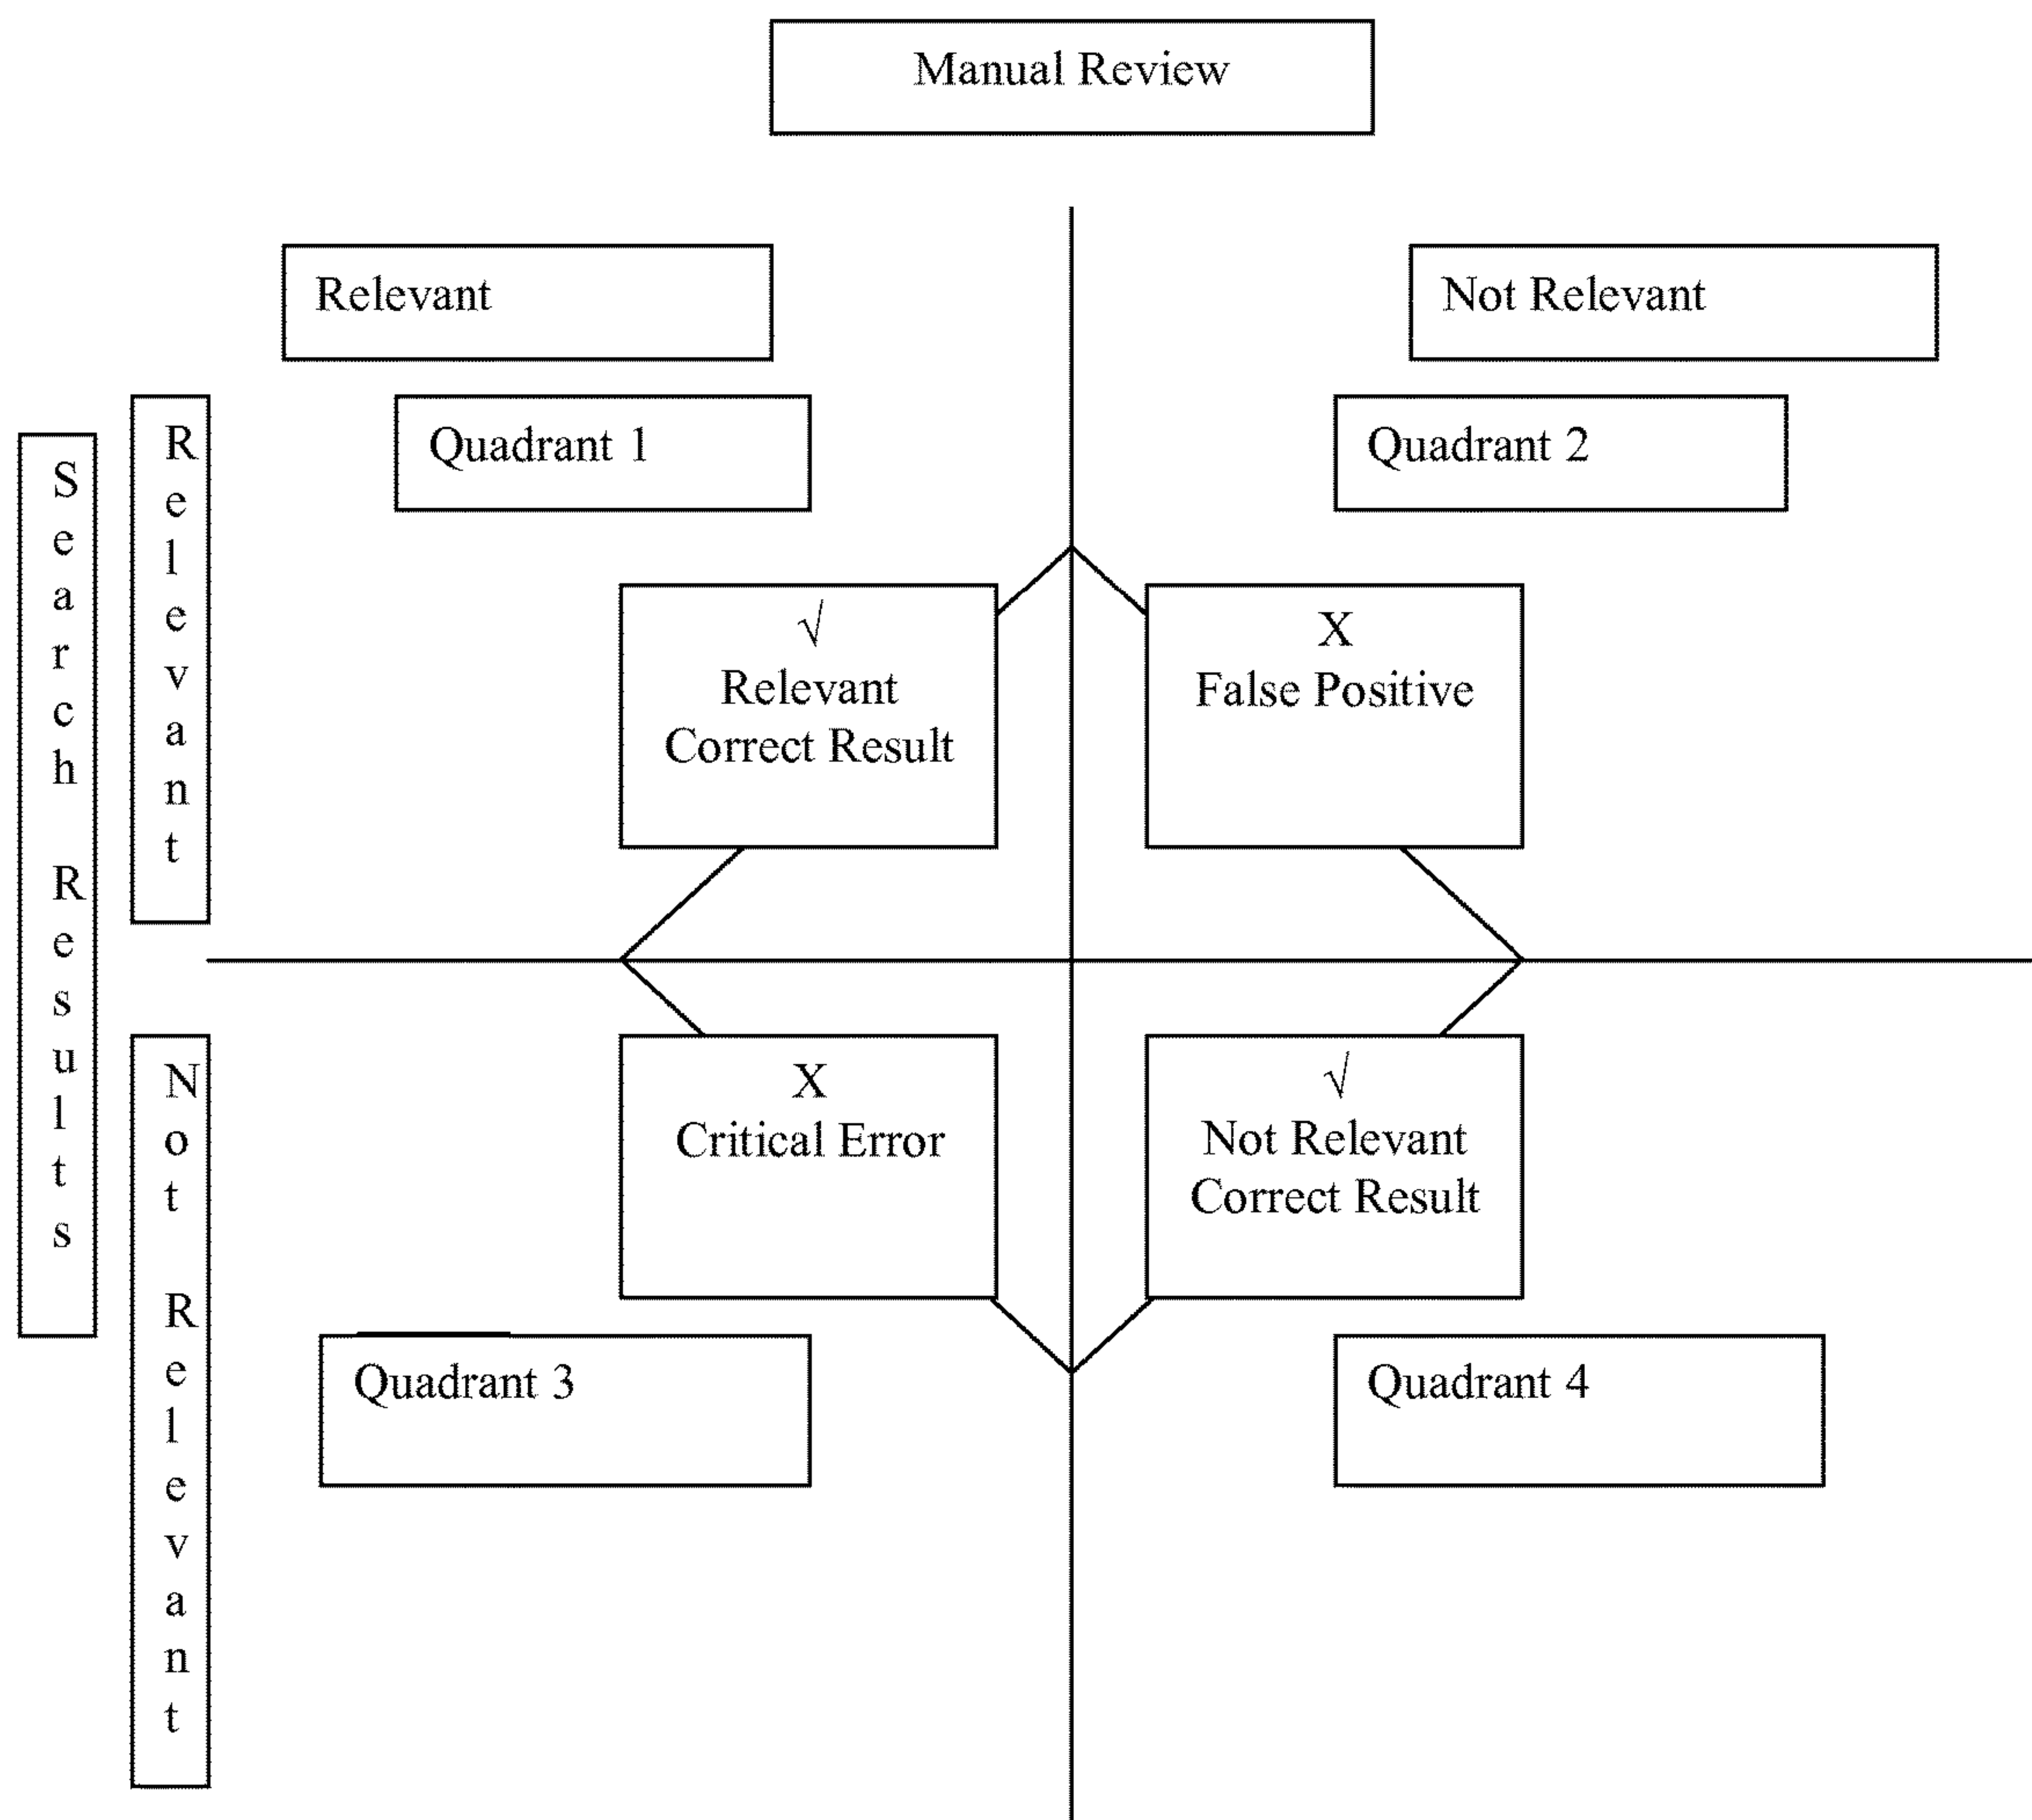 Manual Review
Relevant
Not Relevant
Quadrant 1
Quadrant 2
Search Results
Relevant
√
Relevant
Correct Result
X
False Positive
Not Relevant
X
Critical Error
√
Not Relevant
Correct Result
Quadrant 3
Quadrant 4